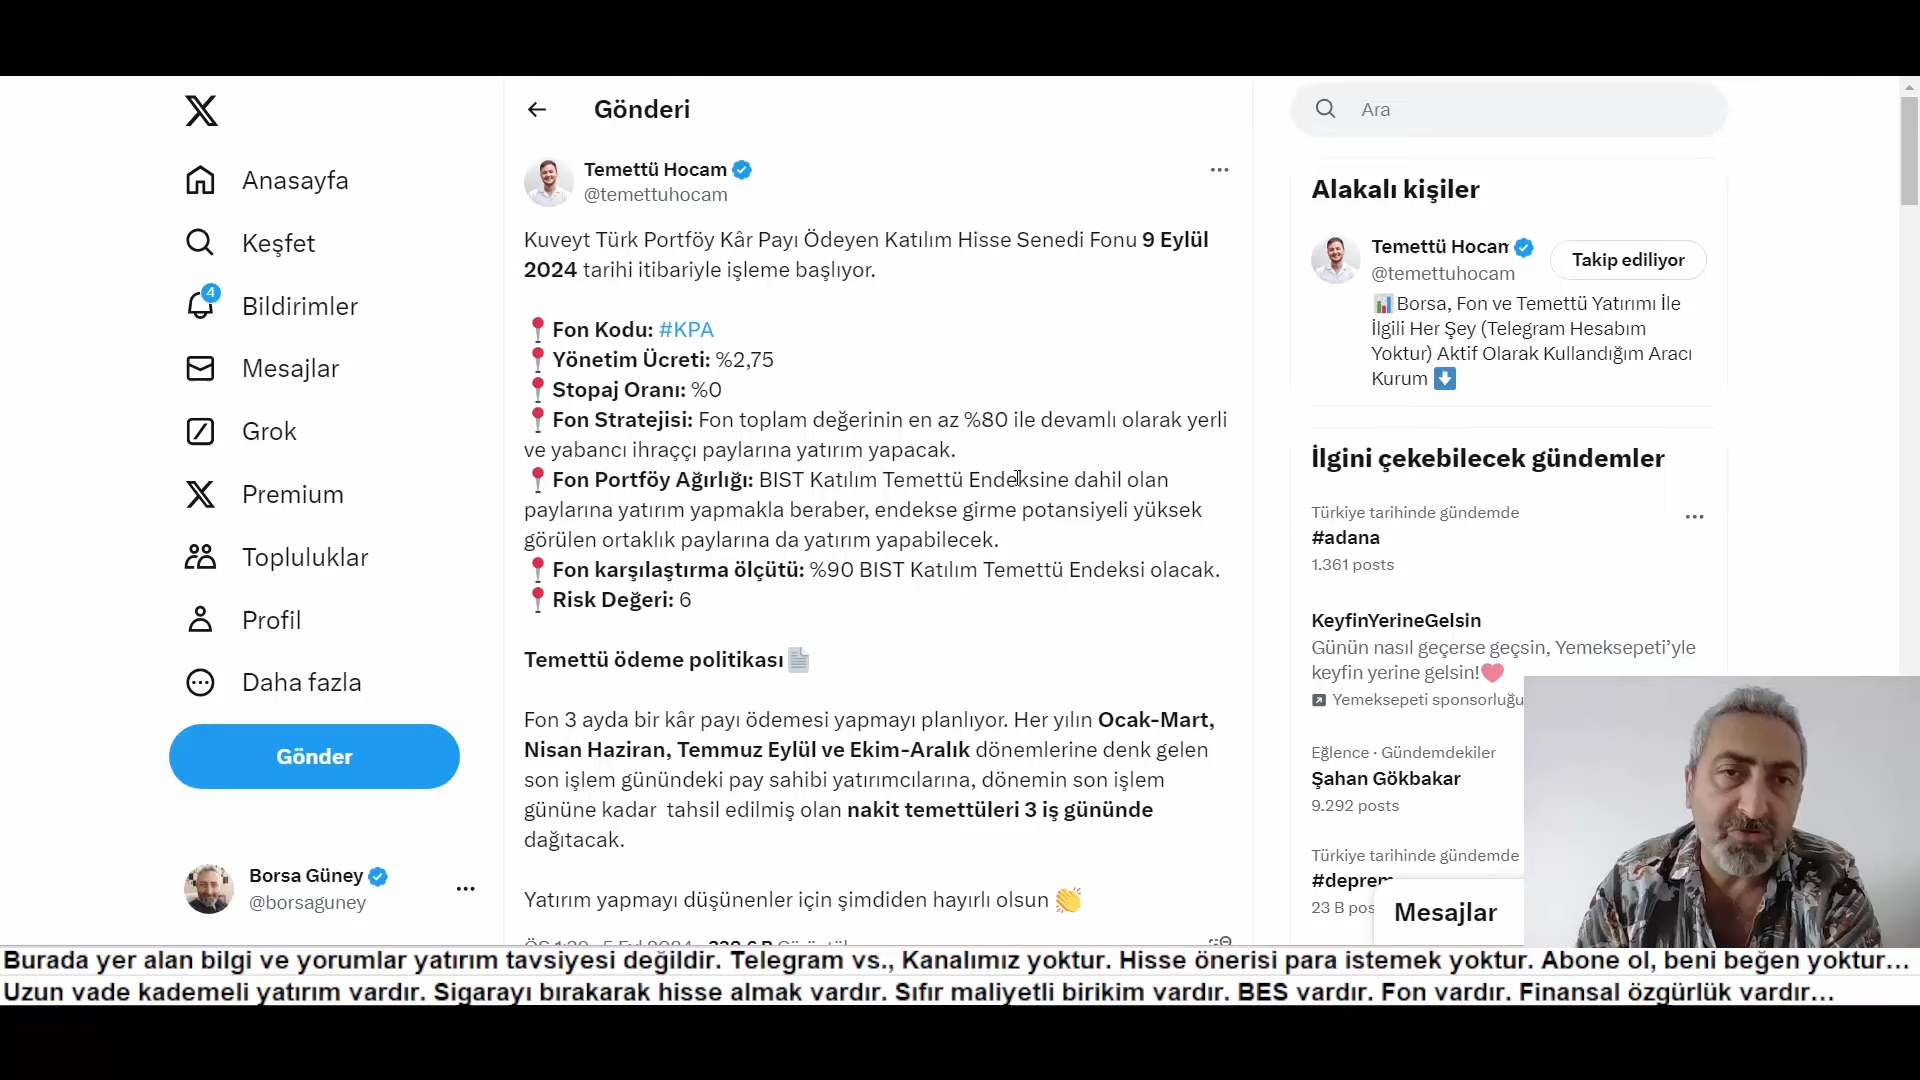 Anasayfa
Keşfet
4
Bildirimler
Mesajlar
Grok
Premium
Topluluklar
Profil
Daha fazla
Gönder
Borsa Güney
@borsaguney
Gönderi
Temettü Hocam
@temettuhocam
Kuveyt Türk Portföy Kâr Payı Ödeyen Katılım Hisse Senedi Fonu 9 Eylül
2024 tarihi itibariyle işleme başlıyor.
Fon Kodu: #KPA
Yönetim Ücreti: %2,75
Stopaj Oranı: %0
Fon Stratejisi: Fon toplam değerinin en az %80 ile devamlı olarak yerli
ve yabancı ihraççı paylarına yatırım yapacak.
Fon Portföy Ağırlığı: BIST Katılım Temettü Endeksine dahil olan
paylarına yatırım yapmakla beraber, endekse girme potansiyeli yüksek
görülen ortaklık paylarına da yatırım yapabilecek.
Fon karşılaştırma ölçütü: %90 BIST Katılım Temettü Endeksi olacak.
Risk Değeri: 6
Temettü ödeme politikası
Fon 3 ayda bir kâr payı ödemesi yapmayı planlıyor. Her yılın Ocak-Mart,
Nisan Haziran, Temmuz Eylül ve Ekim-Aralık dönemlerine denk gelen
son işlem günündeki pay sahibi yatırımcılarına, dönemin son işlem
gününe kadar tahsil edilmiş olan nakit temettüleri 3 iş gününde
dağıtacak.
Yatırım yapmayı düşünenler için şimdiden hayırlı olsun
Ara
Alakalı kişiler
Temettü Hocam
@temettuhocam
Takip ediliyor
Borsa, Fon ve Temettü Yatırımı İle
İlgili Her Şey (Telegram Hesabım
Yoktur) Aktif Olarak Kullandığım Aracı
Kurum
İlgini çekebilecek gündemler
Türkiye tarihinde gündemde
#adana
1.361 posts
KeyfinYerineGelsin
Günün nasıl geçerse geçsin, Yemeksepeti’yle
keyfin yerine gelsin!
Yemeksepeti sponsorluğu
Eğlence · Gündemdekiler
Şahan Gökbakar
9.292 posts
Türkiye tarihinde gündemde
#deprem
23 B pos
Mesajlar
Burada yer alan bilgi ve yorumlar yatırım tavsiyesi değildir. Telegram vs., Kanalımız yoktur. Hisse önerisi para istemek yoktur. Abone ol, beni beğen yoktur...
Uzun vade kademeli yatırım vardır. Sigarayı bırakarak hisse almak vardır. Sıfır maliyetli birikim vardır. BES vardır. Fon vardır. Finansal özgürlük vardır...